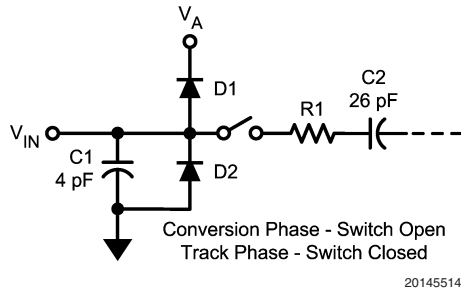 VA
D1
C2
26 pF
R1
VIN
C1
4 pF
D2
Conversion Phase - Switch Open
Track Phase - Switch Closed
20145514